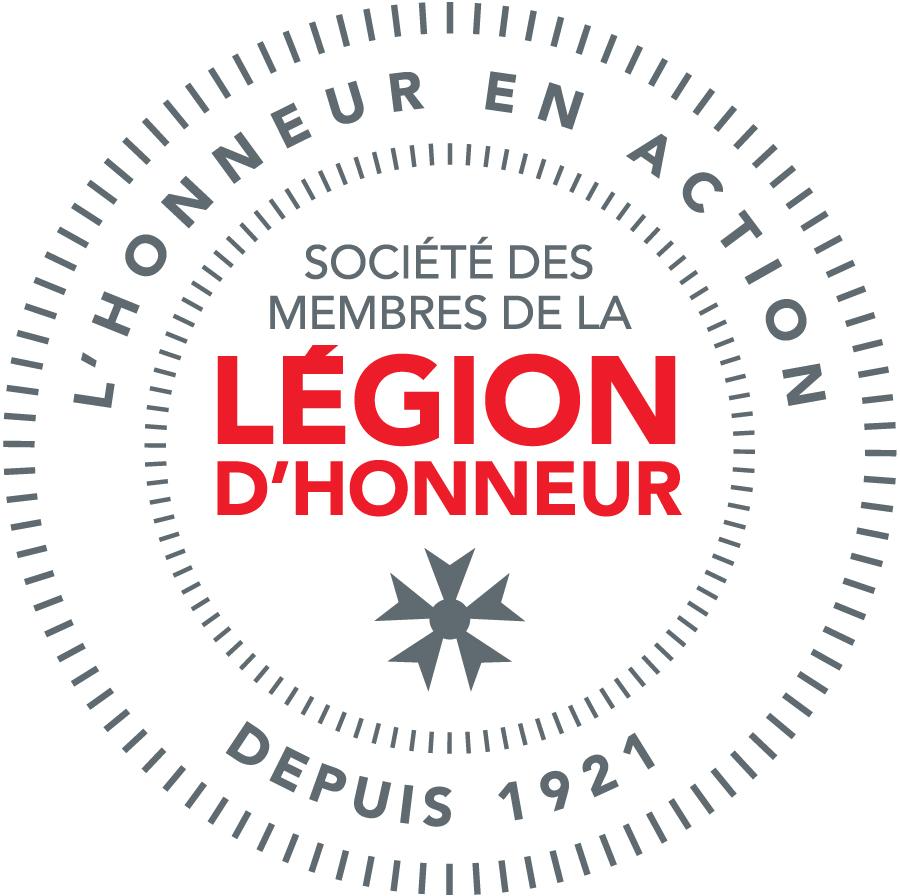 L'HONNEUR EN ACTION
SOCIÉTÉ DES
MEMBRES DE LA
LÉGION
D'HONNEUR
DEPUIS 1921